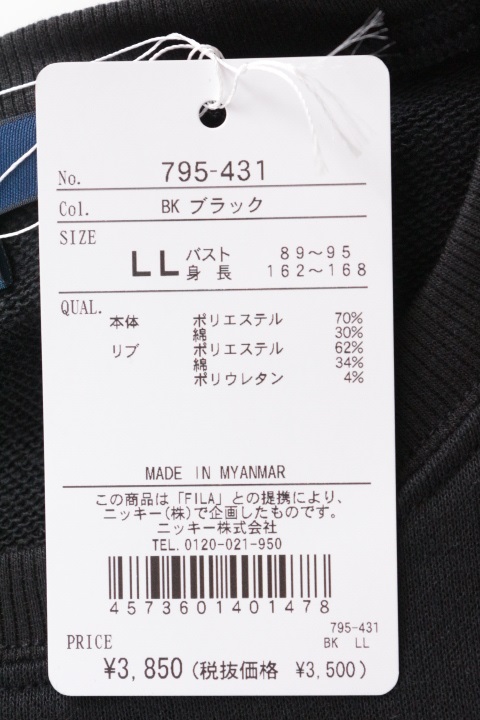 No. 795-431
Col. BK ブラック
SIZE
LL バスト 89～95
身長 162～168
QUAL.
本体 ポリエステル 70%
綿 30%
リブ ポリエステル 62%
綿 34%
ポリウレタン 4%
MADE IN MYANMAR
この商品は「FILA」との提携により、
ニッキー(株)で企画したものです。
ニッキー株式会社
TEL.0120-021-950
4573601401478
795-431
BK LL
PRICE
¥3,850(税抜価格 ¥3,500)